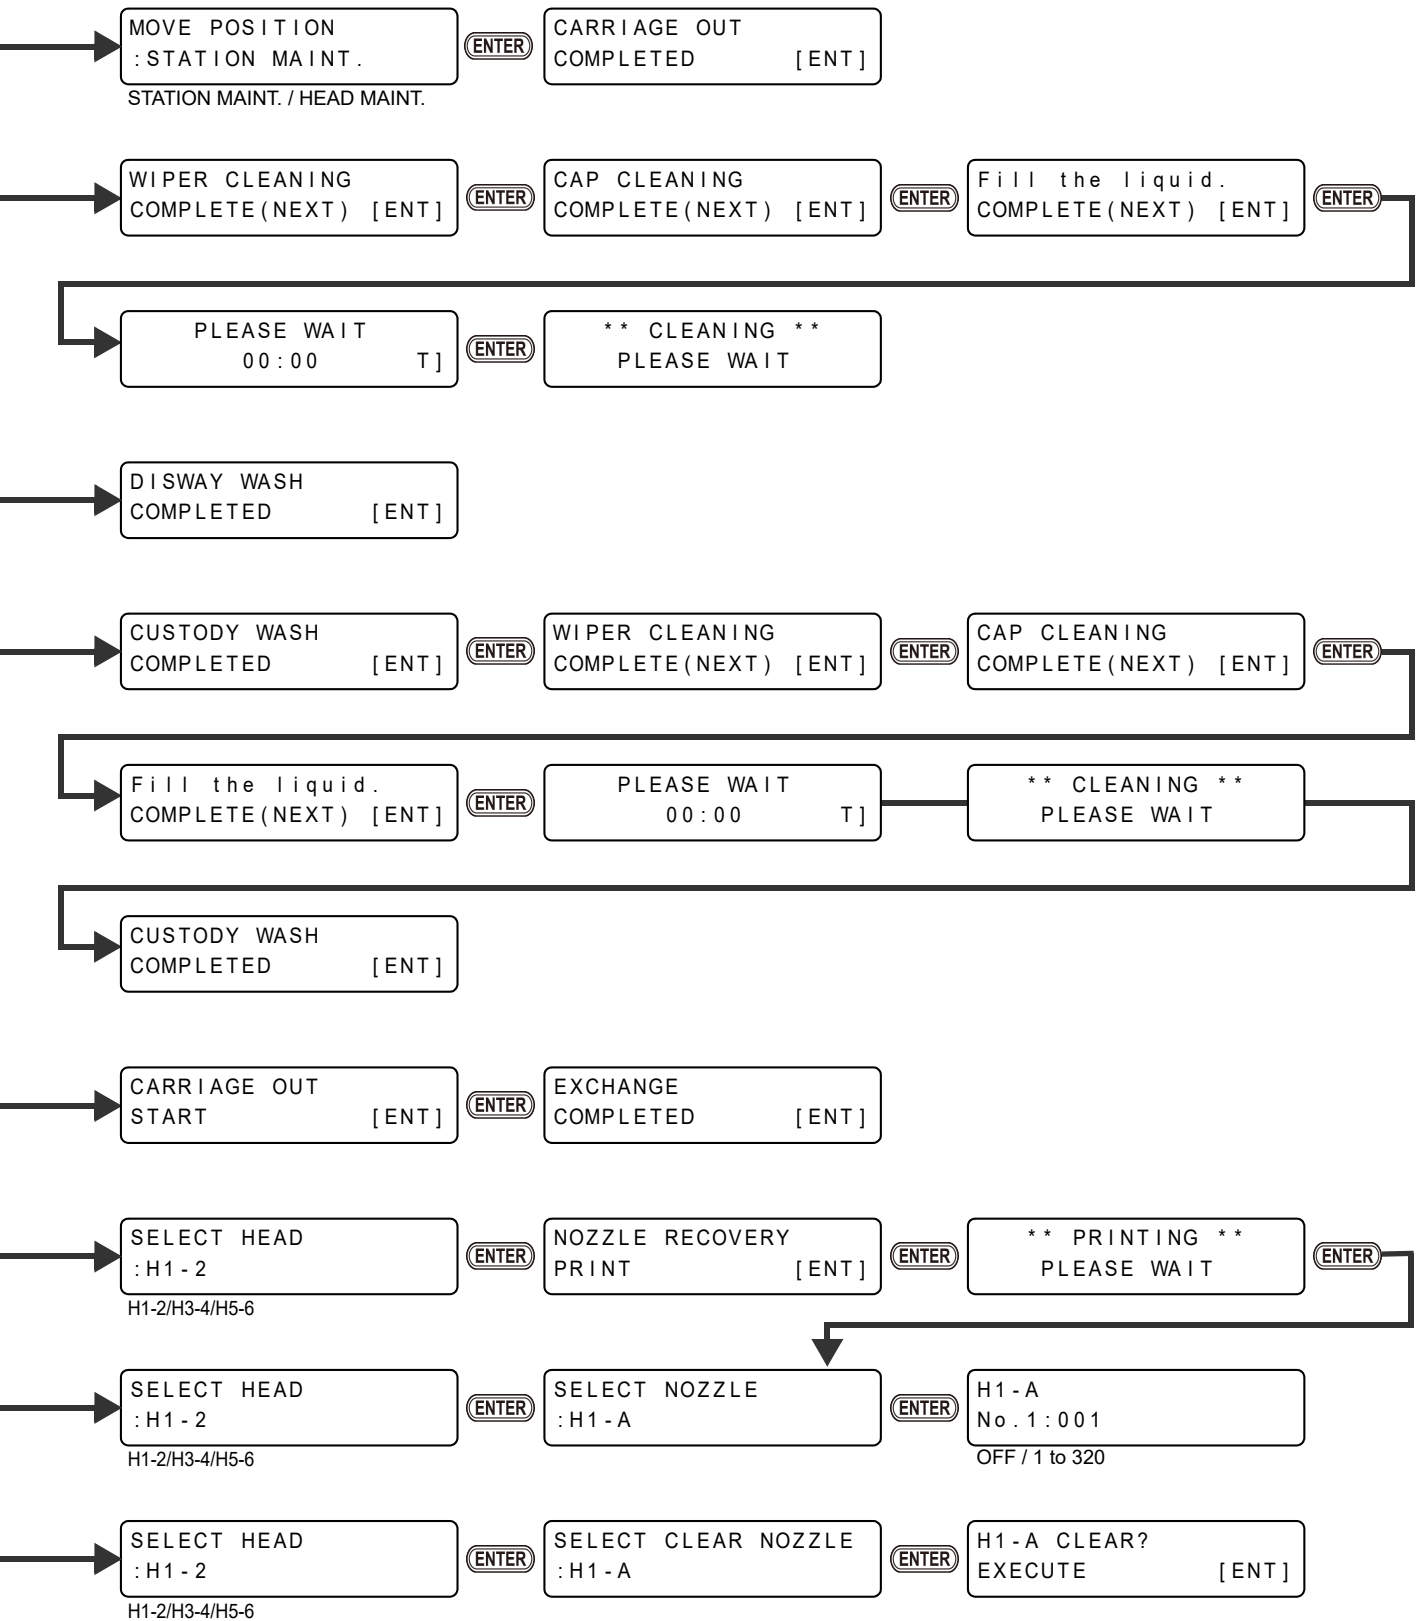 MOVE POSITION
:STATION MAINT.
ENTER
CARRIAGE OUT
COMPLETED [ENT]
STATION MAINT. / HEAD MAINT.
WIPER CLEANING
COMPLETE(NEXT) [ENT]
ENTER
CAP CLEANING
COMPLETE(NEXT) [ENT]
ENTER
Fill the liquid.
COMPLETE(NEXT) [ENT]
ENTER
PLEASE WAIT
00:00 T]
ENTER
** CLEANING **
PLEASE WAIT
DISWAY WASH
COMPLETED [ENT]
CUSTODY WASH
COMPLETED [ENT]
ENTER
WIPER CLEANING
COMPLETE(NEXT) [ENT]
ENTER
CAP CLEANING
COMPLETE(NEXT) [ENT]
ENTER
Fill the liquid.
COMPLETE(NEXT) [ENT]
ENTER
PLEASE WAIT
00:00 T]
** CLEANING **
PLEASE WAIT
CUSTODY WASH
COMPLETED [ENT]
CARRIAGE OUT
START [ENT]
ENTER
EXCHANGE
COMPLETED [ENT]
SELECT HEAD
:H1-2
ENTER
NOZZLE RECOVERY
PRINT [ENT]
ENTER
** PRINTING **
PLEASE WAIT
ENTER
H1-2/H3-4/H5-6
SELECT HEAD
:H1-2
ENTER
SELECT NOZZLE
:H1-A
ENTER
H1-A
No.1:001
H1-2/H3-4/H5-6
OFF / 1 to 320
SELECT HEAD
:H1-2
ENTER
SELECT CLEAR NOZZLE
:H1-A
ENTER
H1-A CLEAR?
EXECUTE [ENT]
H1-2/H3-4/H5-6